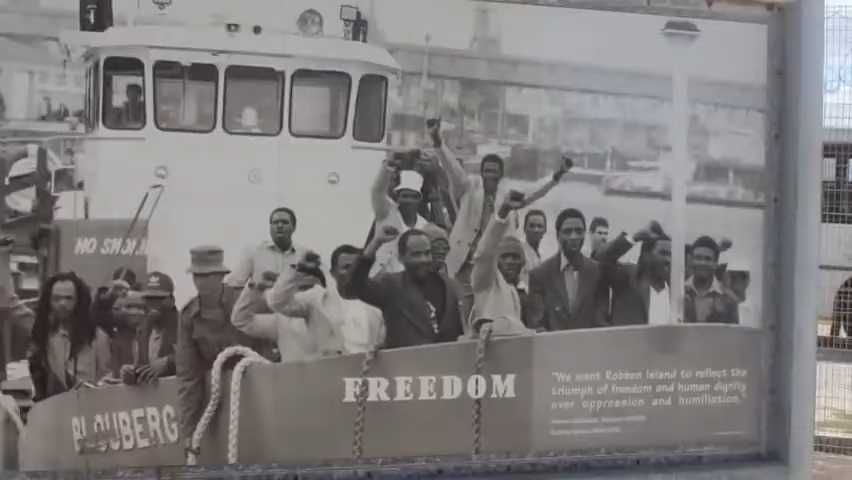 NO SMOKI
BLOUBERG
FREEDOM
"We want Robben Island to reflect the
triumph of freedom and human dignity
over oppression and humiliation."